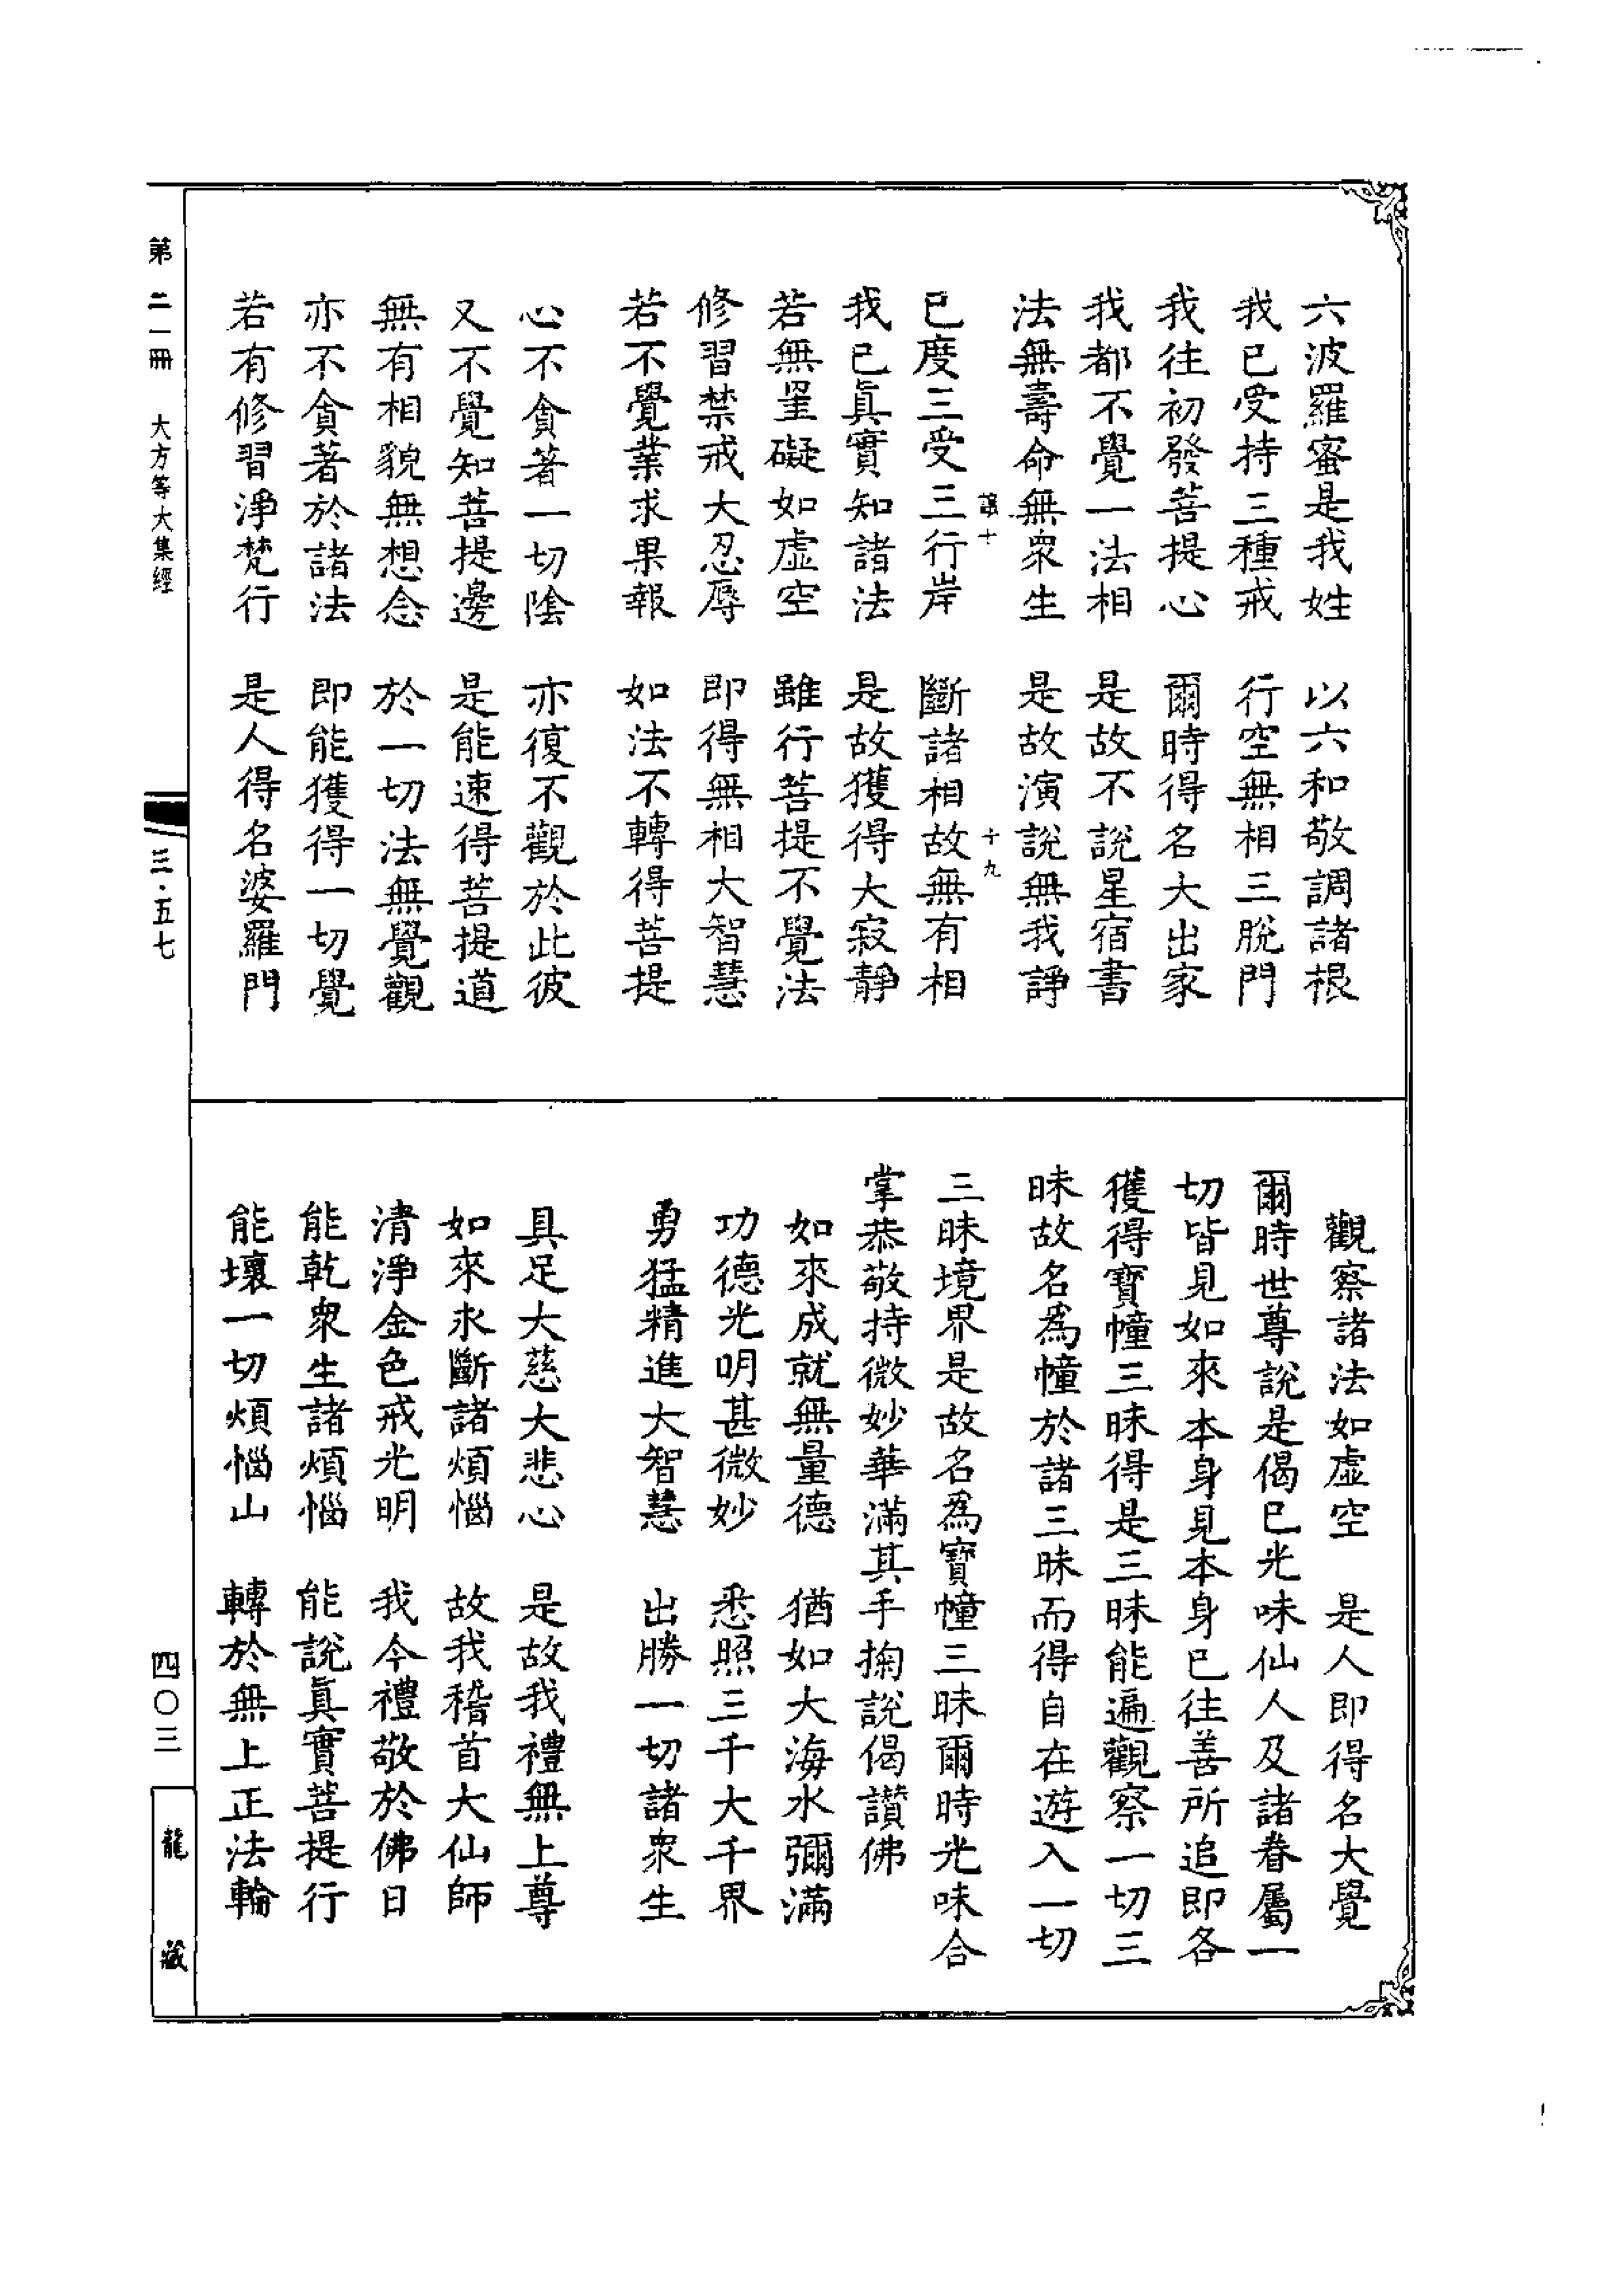 六波羅蜜是我姓　以六和敬調諸根
我已受持三種戒　行空無相三脫門
我往初發菩提心　爾時得名大出家
我都不覺一法相　是故不說星宿書
法無壽命無衆生　是故演說無我諍
十　十九
已度三受三行岸　斷諸相故無有相
我已眞實知諸法　是故獲得大寂靜
若無罣礙如虛空　雖行菩提不覺法
修習禁戒大忍辱　即得無相大智慧
若不覺業求果報　如法不轉得菩提
心不貪著一切陰　亦復不觀於此彼
又不覺知菩提邊　是能速得菩提道
無有相貌無想念　於一切法無覺觀
亦不貪著於諸法　即能獲得一切覺
若有修習淨梵行　是人得名婆羅門
觀察諸法如虛空　是人即得名大覺
爾時世尊說是偈已光味仙人及諸眷屬一
切皆見如來本身見本身已往善所追即各
獲得寶幢三昧得是三昧能遍觀察一切三
昧故名爲幢於諸三昧而得自在遊入一切
三昧境界是故名爲寶幢三昧爾時光味合
掌恭敬持微妙華滿其手掬說偈讚佛
如來成就無量德　猶如大海水彌滿
功德光明甚微妙　悉照三千大千界
勇猛精進大智慧　出勝一切諸衆生
具足大慈大悲心　是故我禮無上尊
如來永斷諸煩惱　故我稽首大仙師
清淨金色戒光明　我今禮敬於佛日
能乾衆生諸煩惱　能說眞實菩提行
能壞一切煩惱山　轉於無上正法輪
第二一冊　大方等大集經　三·五七　四〇三　龍藏